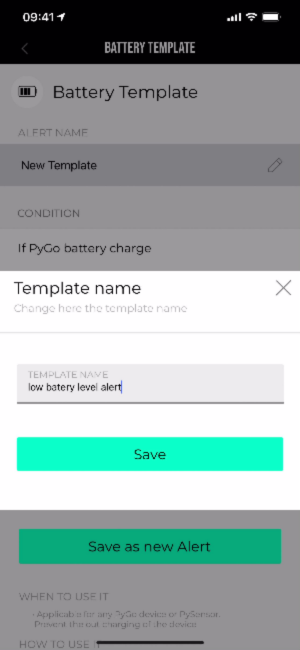 09:41
BATTERY TEMPLATE
Battery Template
ALERT NAME
New Template
CONDITION
If PyGo battery charge
Template name
Change here the template name
TEMPLATE NAME
low batery level alert
Save
Save as new Alert
WHEN TO USE IT
- Applicable for any PyGo device or PySensor.
Prevent the out charging of the device
HOW TO USE IT